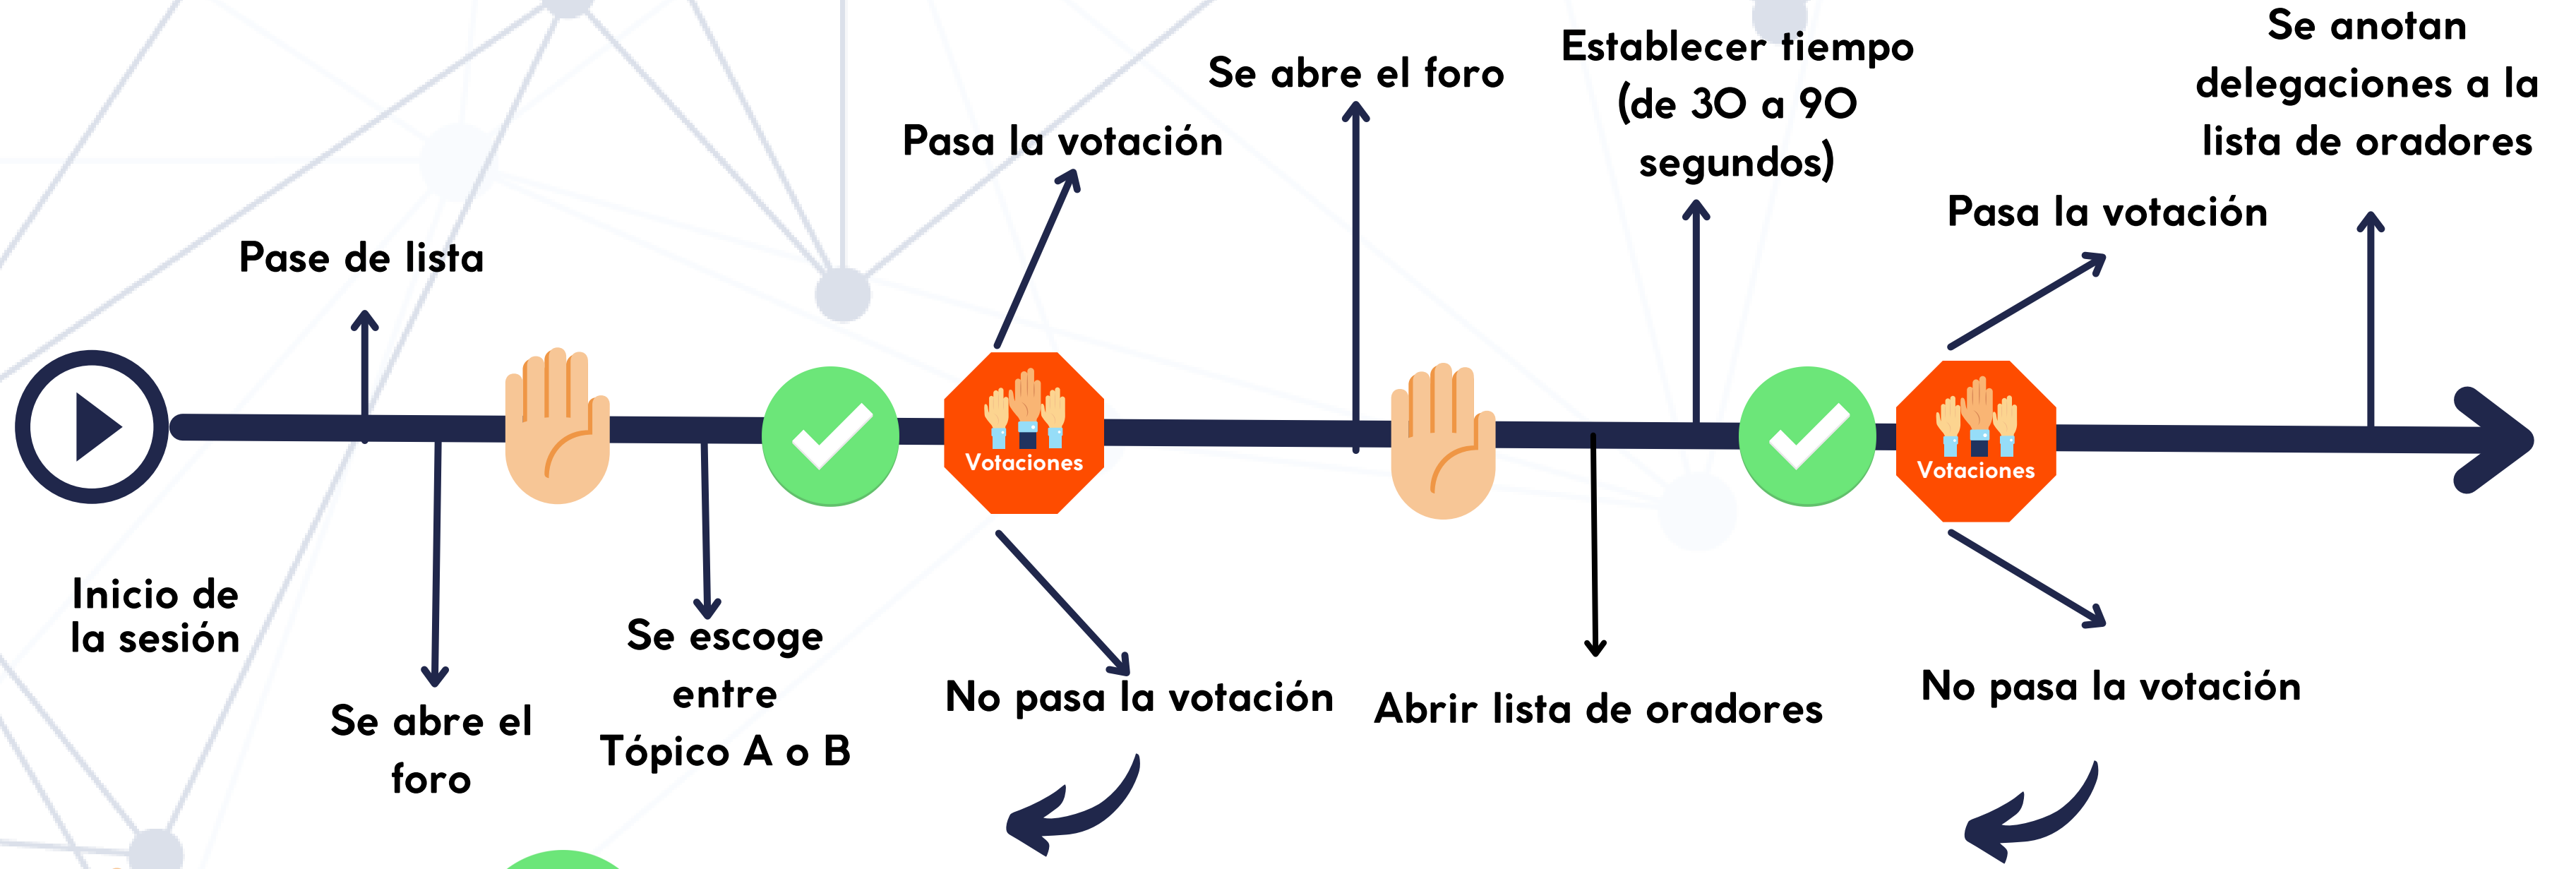 Inicio de
la sesión
Pase de lista
Se abre el
foro
Se escoge
entre
Tópico A o B
Votaciones
Pasa la votación
No pasa la votación
Se abre el foro
Abrir lista de oradores
Establecer tiempo
(de 30 a 90
segundos)
Votaciones
Pasa la votación
No pasa la votación
Se anotan
delegaciones a la
lista de oradores